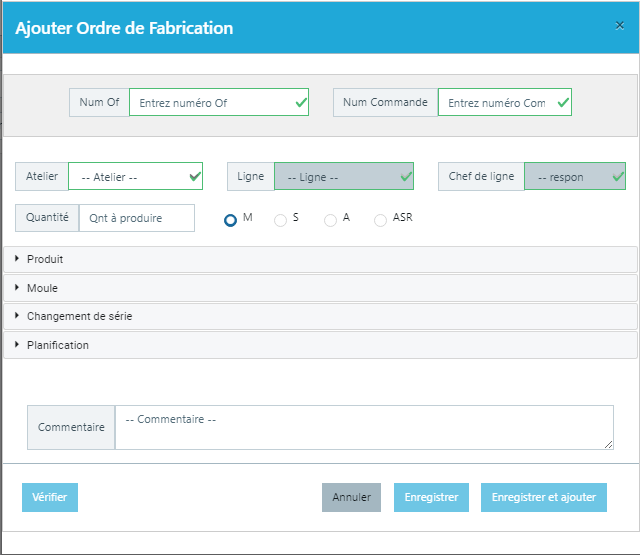 Ajouter Ordre de Fabrication ×
Num Of Entrez numéro Of Num Commande Entrez numéro Com
Atelier -- Atelier -- Ligne -- Ligne -- Chef de ligne -- respon
Quantité Qnt à produire M S A ASR
Produit
Moule
Changement de série
Planification
Commentaire -- Commentaire --
Vérifier Annuler Enregistrer Enregistrer et ajouter